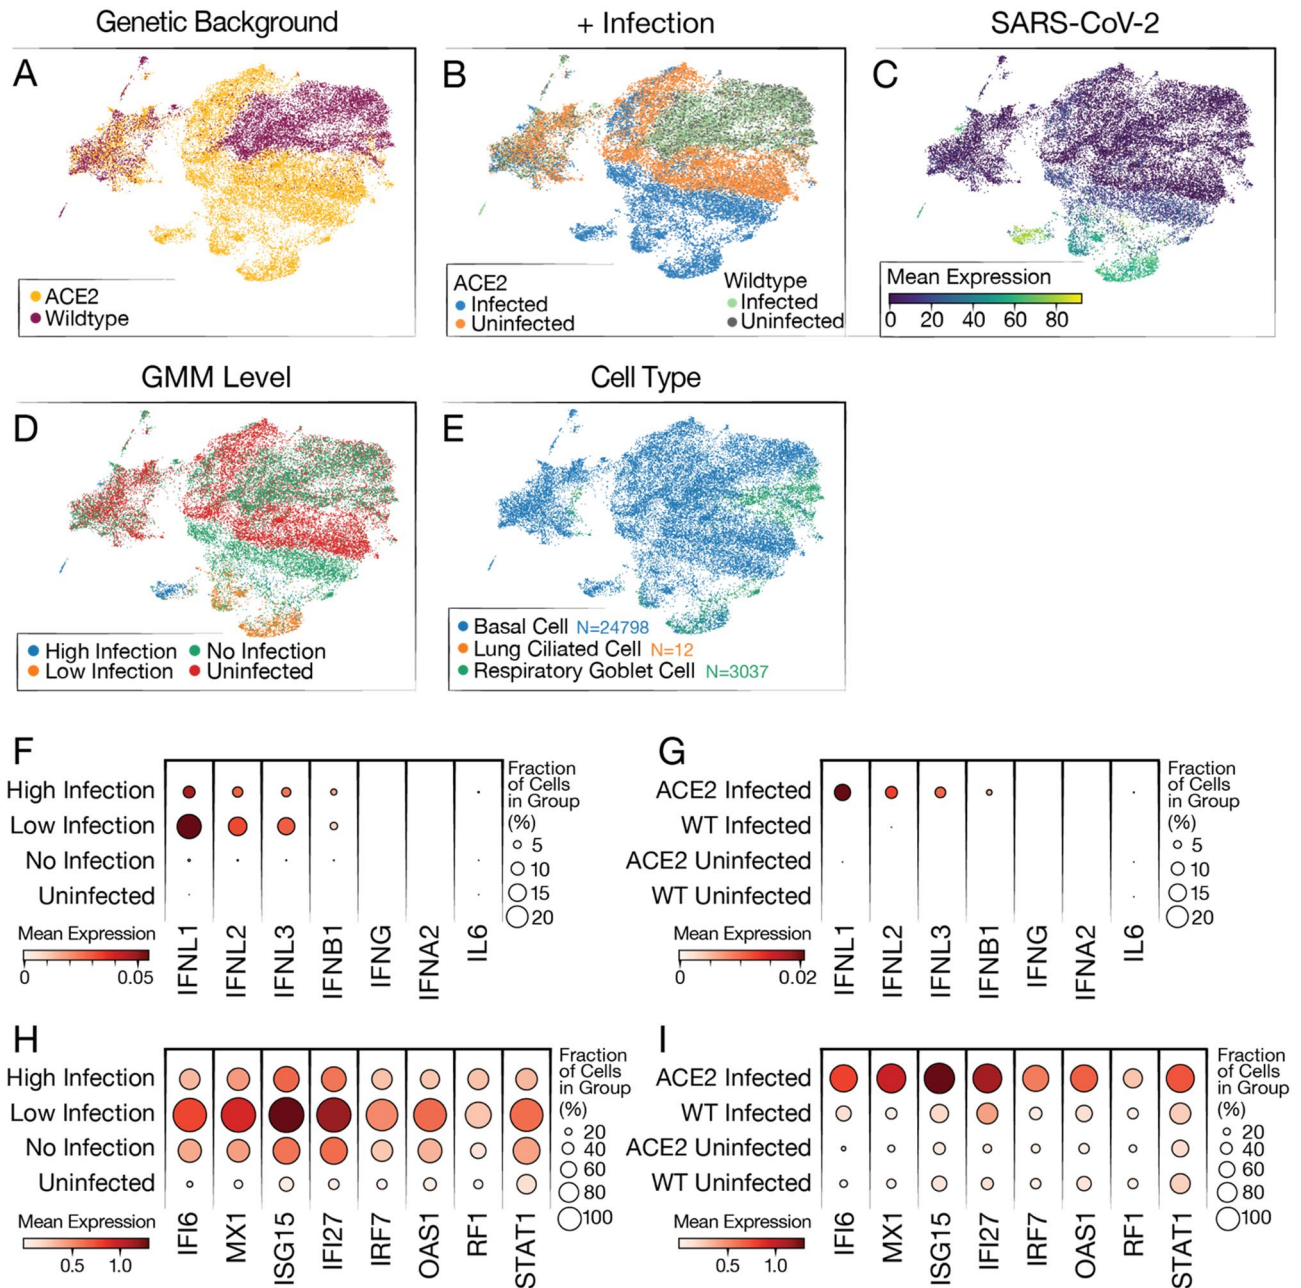 Genetic Background
+ Infection
SARS-CoV-2
A
B
C
ACE2
Wildtype
ACE2
Infected
Uninfected
Wildtype
Infected
Uninfected
Mean Expression
0 20 40 60 80
GMM Level
Cell Type
D
E
High Infection
No Infection
Low Infection
Uninfected
Basal Cell N=24798
Lung Ciliated Cell N=12
Respiratory Goblet Cell N=3037
F
High Infection
Low Infection
No Infection
Uninfected
Fraction
of Cells
in Group
(%)
5
10
15
20
Mean Expression
0 0.05
IFNL1
IFNL2
IFNL3
IFNB1
IFNG
IFNA2
IL6
G
ACE2 Infected
WT Infected
ACE2 Uninfected
WT Uninfected
Fraction
of Cells
in Group
(%)
5
10
15
20
Mean Expression
0 0.02
IFNL1
IFNL2
IFNL3
IFNB1
IFNG
IFNA2
IL6
H
High Infection
Low Infection
No Infection
Uninfected
Fraction
of Cells
in Group
(%)
20
40
60
80
100
Mean Expression
0.5 1.0
IFI6
MX1
ISG15
IFI27
IRF7
OAS1
RF1
STAT1
I
ACE2 Infected
WT Infected
ACE2 Uninfected
WT Uninfected
Fraction
of Cells
in Group
(%)
20
40
60
80
100
Mean Expression
0.5 1.0
IFI6
MX1
ISG15
IFI27
IRF7
OAS1
RF1
STAT1